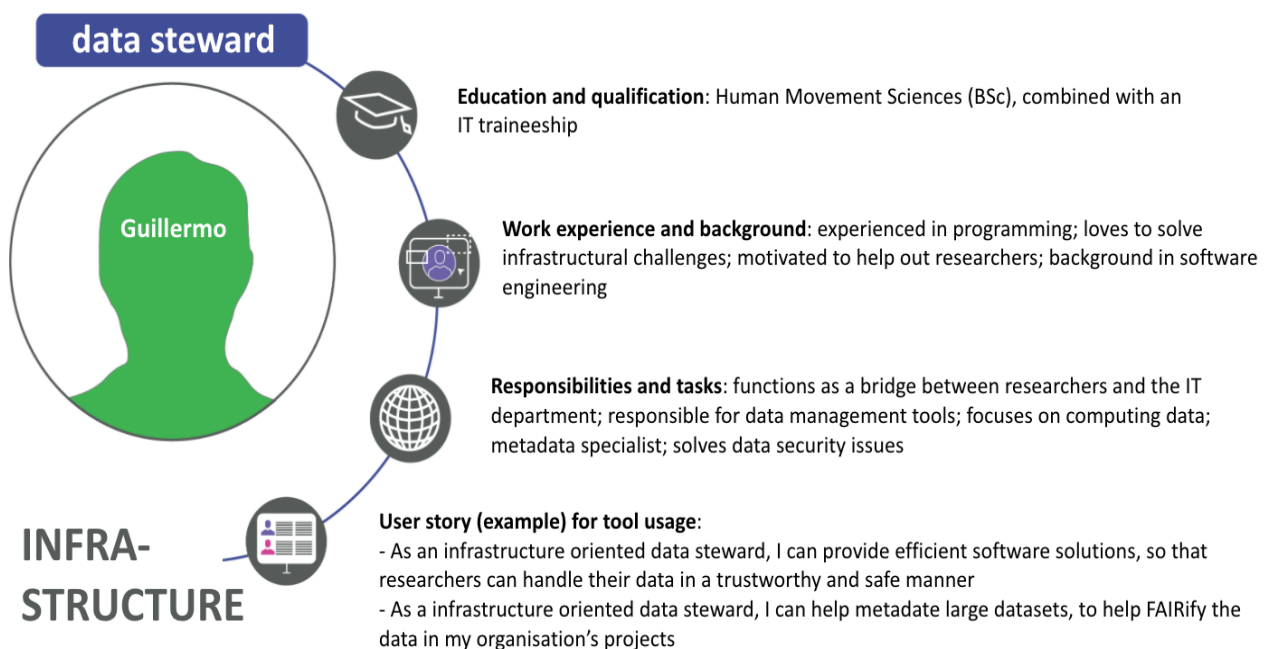 data steward
Guillermo
Education and qualification: Human Movement Sciences (BSc), combined with an
IT traineeship
Work experience and background: experienced in programming; loves to solve
infrastructural challenges; motivated to help out researchers; background in software
engineering
Responsibilities and tasks: functions as a bridge between researchers and the IT
department; responsible for data management tools; focuses on computing data;
metadata specialist; solves data security issues
INFRA-
STRUCTURE
User story (example) for tool usage:
- As an infrastructure oriented data steward, I can provide efficient software solutions, so that
researchers can handle their data in a trustworthy and safe manner
- As a infrastructure oriented data steward, I can help metadate large datasets, to help FAIRify the
data in my organisation's projects